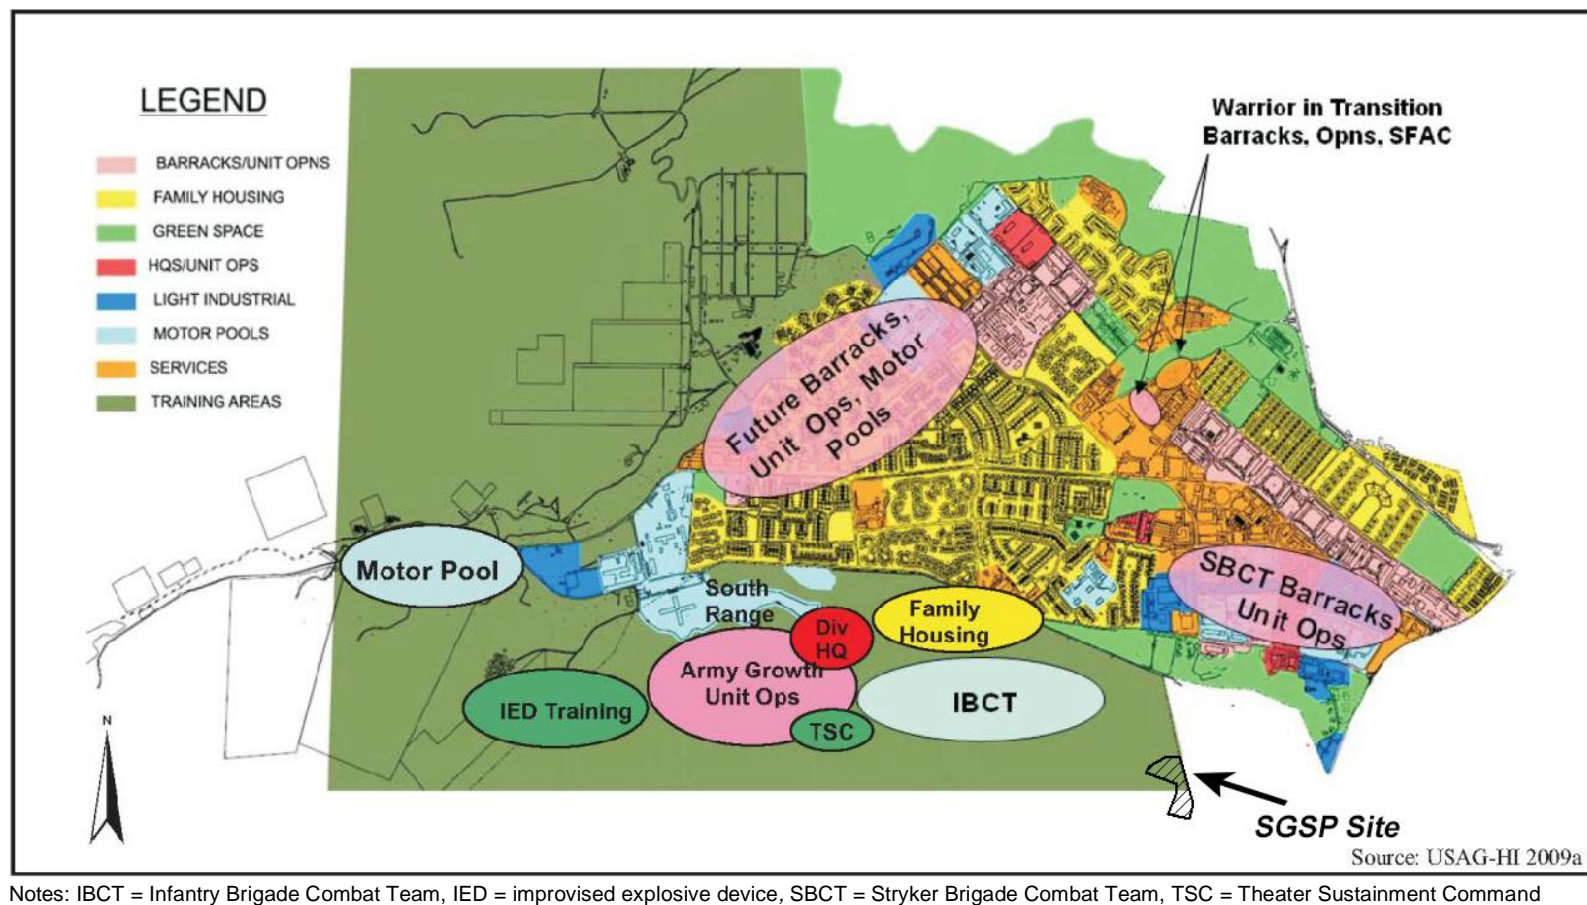 LEGEND
BARRACKS/UNIT OPNS
FAMILY HOUSING
GREEN SPACE
HQS/UNIT OPS
LIGHT INDUSTRIAL
MOTOR POOLS
SERVICES
TRAINING AREAS
Warrior in Transition
Barracks, Opns, SFAC
Future Barracks,
Unit Ops, Motor
Pools
Motor Pool
South
Range
Div
HQ
Family
Housing
SBCT Barracks
Unit Ops
Army Growth
Unit Ops
IED Training
TSC
IBCT
N
SGSP Site
Source: USAG-HI 2009a
Notes: IBCT = Infantry Brigade Combat Team, IED = improvised explosive device, SBCT = Stryker Brigade Combat Team, TSC = Theater Sustainment Command